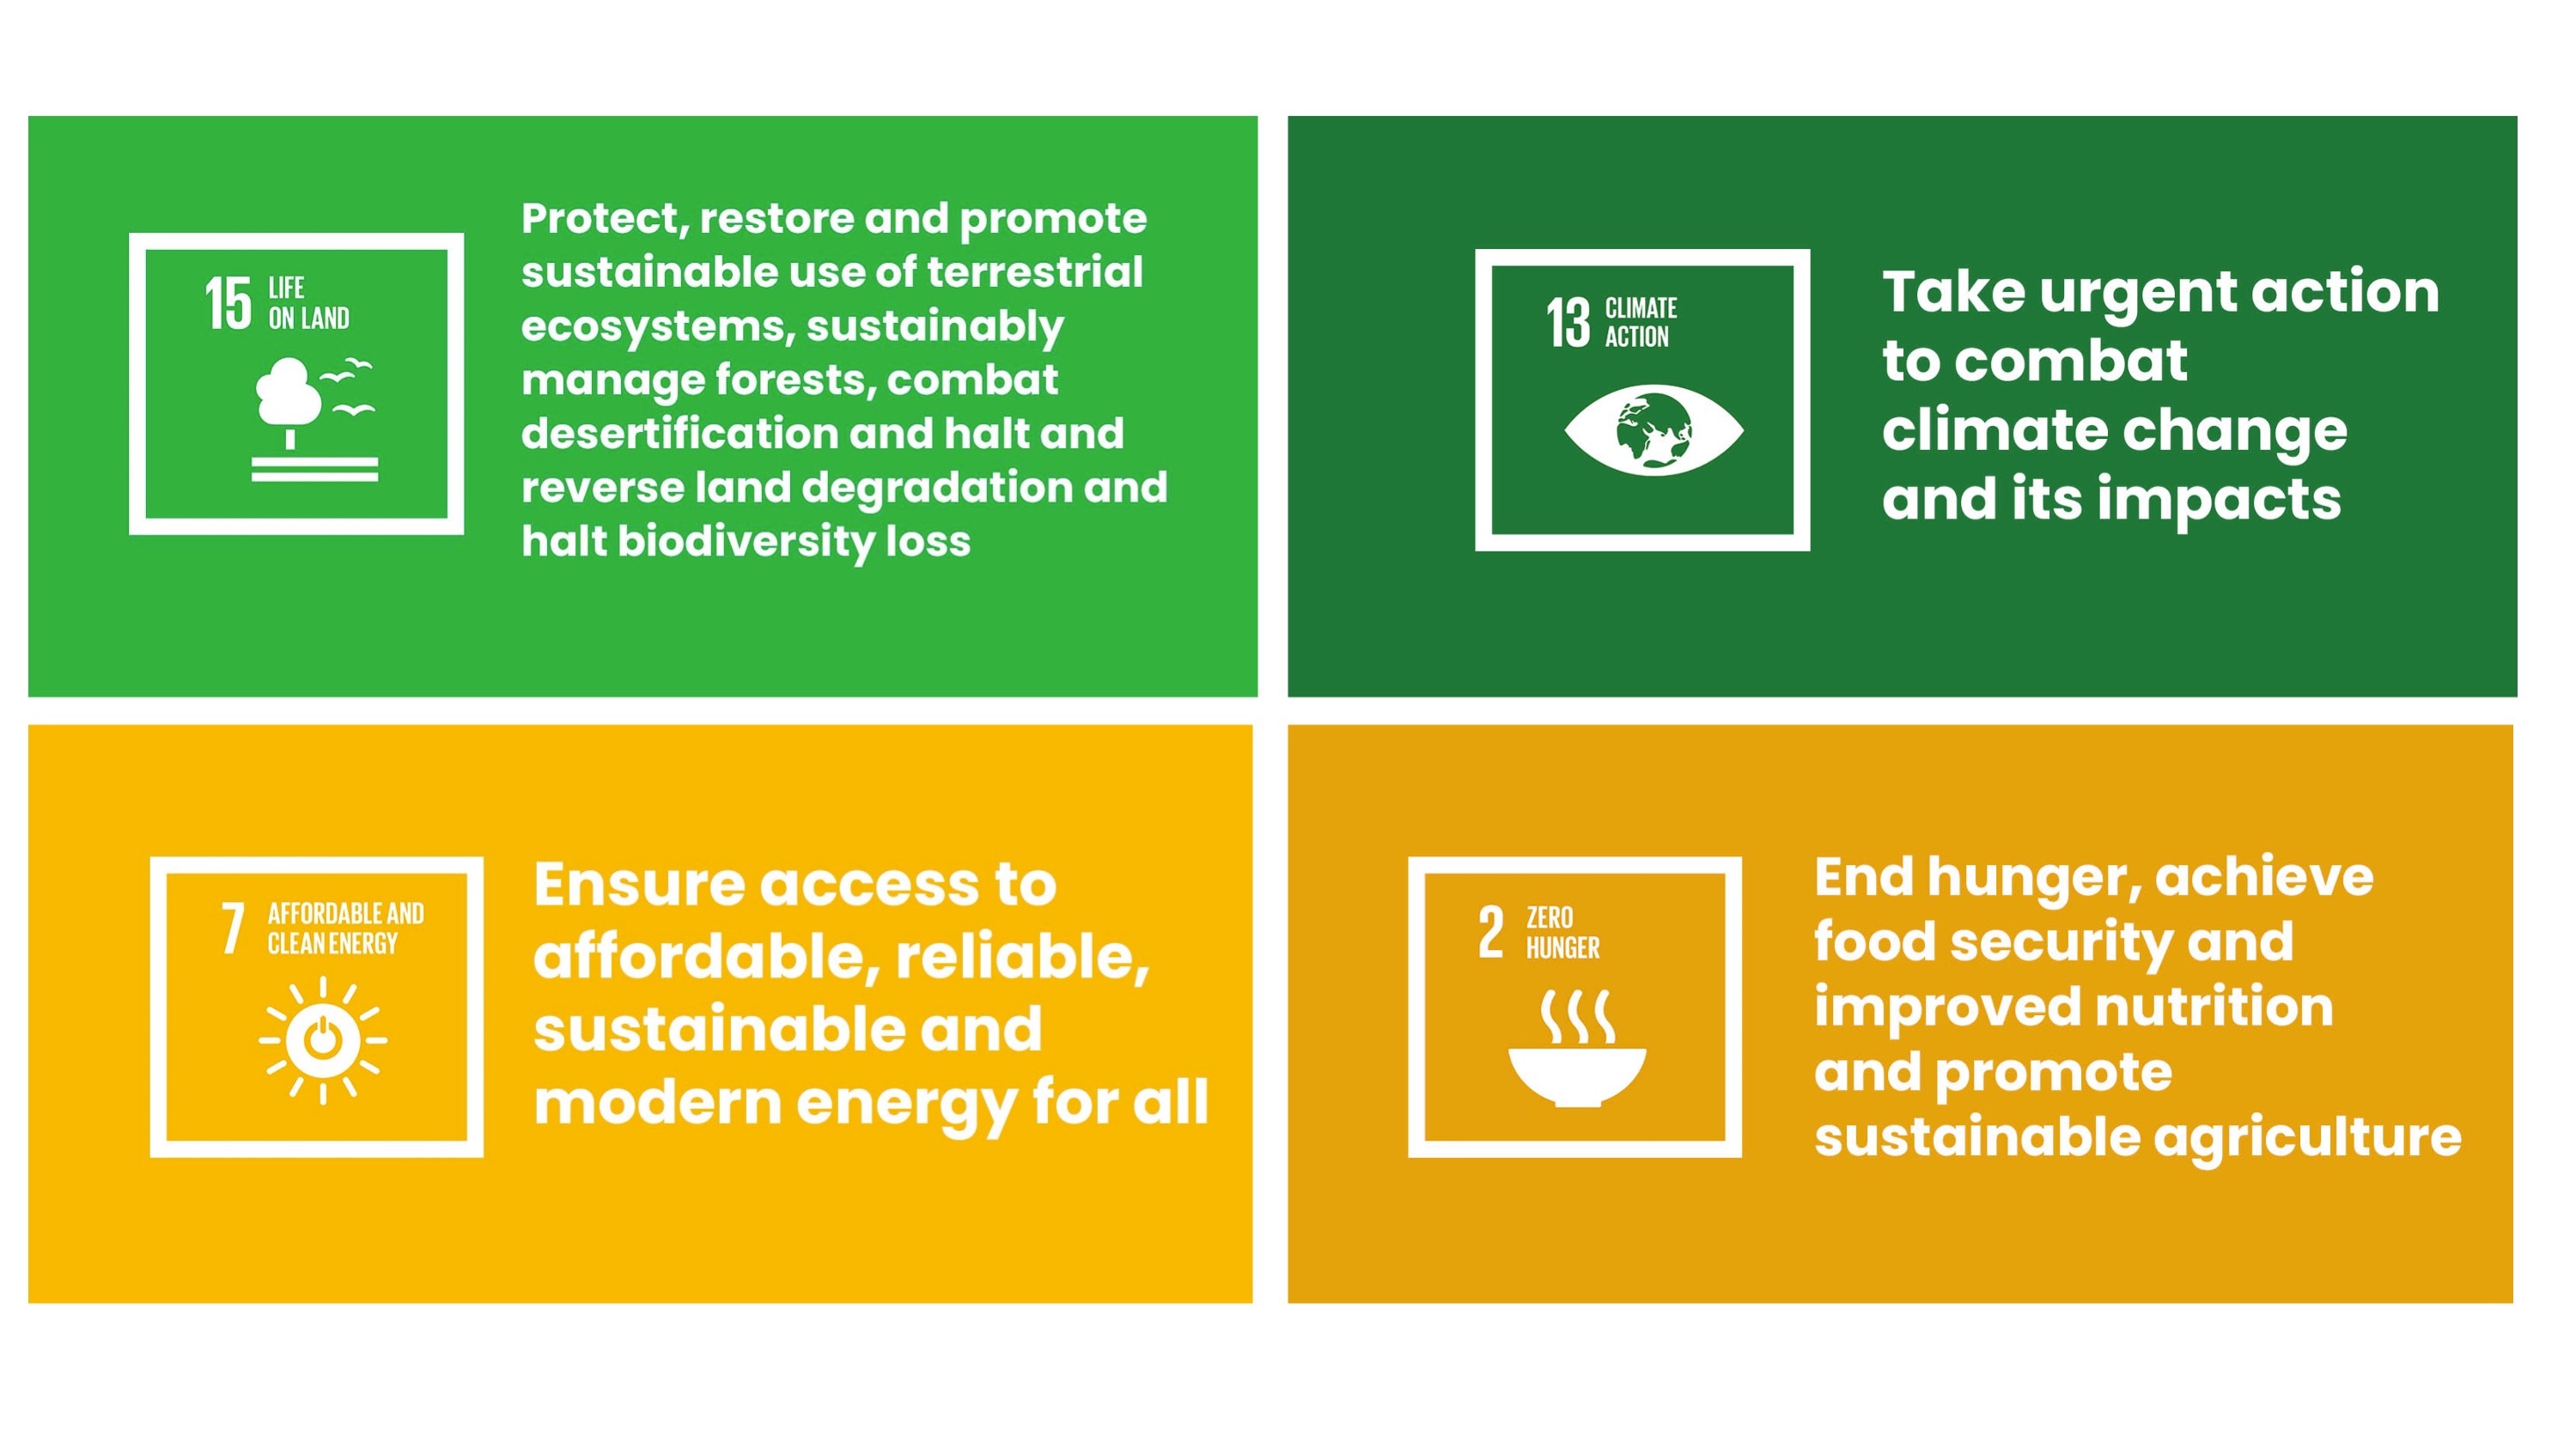 15 LIFE
ON LAND
Protect, restore and promote
sustainable use of terrestrial
ecosystems, sustainably
manage forests, combat
desertification and halt and
reverse land degradation and
halt biodiversity loss
13 CLIMATE
ACTION
Take urgent action
to combat
climate change
and its impacts
7 AFFORDABLE AND
CLEAN ENERGY
Ensure access to
affordable, reliable,
sustainable and
modern energy for all
2 ZERO
HUNGER
End hunger, achieve
food security and
improved nutrition
and promote
sustainable agriculture